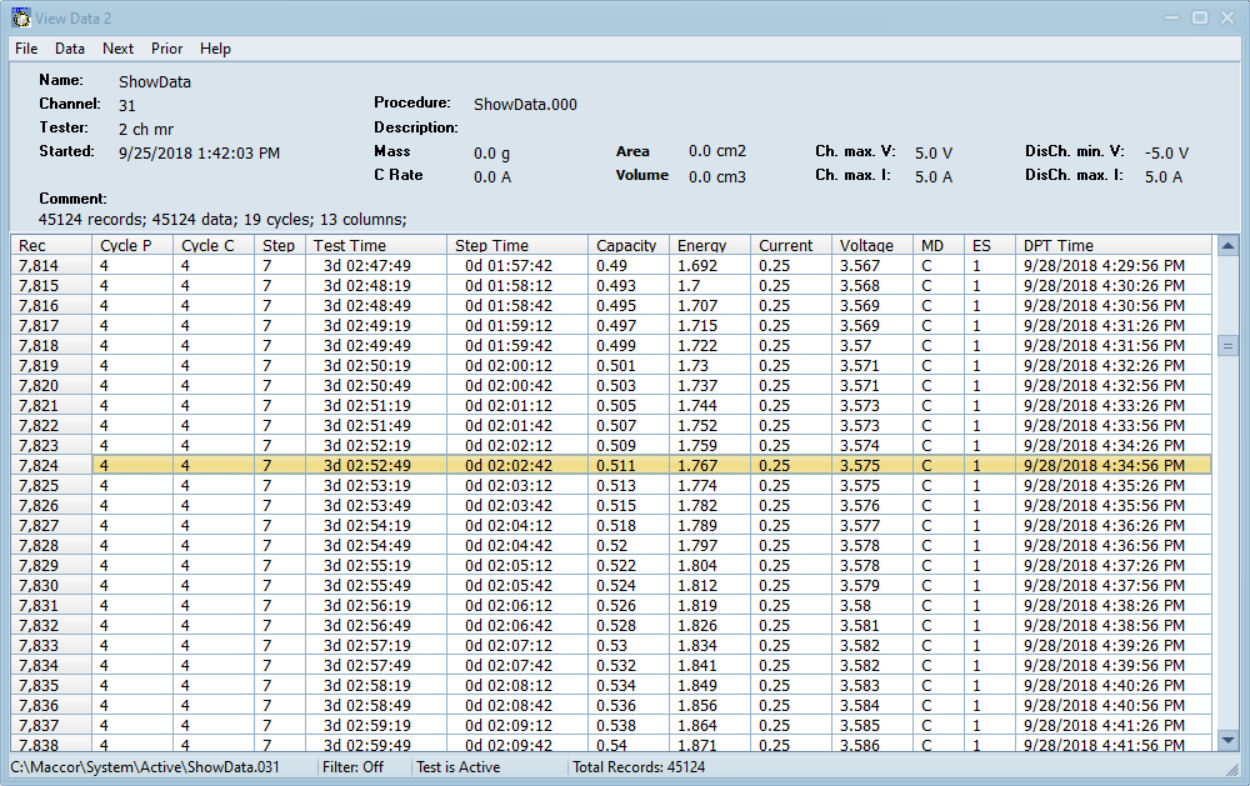 View Data 2
File Data Next Prior Help
Name: ShowData
Channel: 31 Procedure: ShowData.000
Tester: 2 ch mr Description:
Started: 9/25/2018 1:42:03 PM Mass 0.0 g Area 0.0 cm2 Ch. max. V: 5.0 V DisCh. min. V: -5.0 V
C Rate 0.0 A Volume 0.0 cm3 Ch. max. I: 5.0 A DisCh. max. I: 5.0 A
Comment:
45124 records; 45124 data; 19 cycles; 13 columns;
Rec Cycle P Cycle C Step Test Time Step Time Capacity Energy Current Voltage MD ES DPT Time
7,814 4 4 7 3d 02:47:49 0d 01:57:42 0.49 1.692 0.25 3.567 C 1 9/28/2018 4:29:56 PM
7,815 4 4 7 3d 02:48:19 0d 01:58:12 0.493 1.7 0.25 3.568 C 1 9/28/2018 4:30:26 PM
7,816 4 4 7 3d 02:48:49 0d 01:58:42 0.495 1.707 0.25 3.569 C 1 9/28/2018 4:30:56 PM
7,817 4 4 7 3d 02:49:19 0d 01:59:12 0.497 1.715 0.25 3.569 C 1 9/28/2018 4:31:26 PM
7,818 4 4 7 3d 02:49:49 0d 01:59:42 0.499 1.722 0.25 3.57 C 1 9/28/2018 4:31:56 PM
7,819 4 4 7 3d 02:50:19 0d 02:00:12 0.501 1.73 0.25 3.571 C 1 9/28/2018 4:32:26 PM
7,820 4 4 7 3d 02:50:49 0d 02:00:42 0.503 1.737 0.25 3.571 C 1 9/28/2018 4:32:56 PM
7,821 4 4 7 3d 02:51:19 0d 02:01:12 0.505 1.744 0.25 3.573 C 1 9/28/2018 4:33:26 PM
7,822 4 4 7 3d 02:51:49 0d 02:01:42 0.507 1.752 0.25 3.573 C 1 9/28/2018 4:33:56 PM
7,823 4 4 7 3d 02:52:19 0d 02:02:12 0.509 1.759 0.25 3.574 C 1 9/28/2018 4:34:26 PM
7,824 4 4 7 3d 02:52:49 0d 02:02:42 0.511 1.767 0.25 3.575 C 1 9/28/2018 4:34:56 PM
7,825 4 4 7 3d 02:53:19 0d 02:03:12 0.513 1.774 0.25 3.575 C 1 9/28/2018 4:35:26 PM
7,826 4 4 7 3d 02:53:49 0d 02:03:42 0.515 1.782 0.25 3.576 C 1 9/28/2018 4:35:56 PM
7,827 4 4 7 3d 02:54:19 0d 02:04:12 0.518 1.789 0.25 3.577 C 1 9/28/2018 4:36:26 PM
7,828 4 4 7 3d 02:54:49 0d 02:04:42 0.52 1.797 0.25 3.578 C 1 9/28/2018 4:36:56 PM
7,829 4 4 7 3d 02:55:19 0d 02:05:12 0.522 1.804 0.25 3.578 C 1 9/28/2018 4:37:26 PM
7,830 4 4 7 3d 02:55:49 0d 02:05:42 0.524 1.812 0.25 3.579 C 1 9/28/2018 4:37:56 PM
7,831 4 4 7 3d 02:56:19 0d 02:06:12 0.526 1.819 0.25 3.58 C 1 9/28/2018 4:38:26 PM
7,832 4 4 7 3d 02:56:49 0d 02:06:42 0.528 1.826 0.25 3.581 C 1 9/28/2018 4:38:56 PM
7,833 4 4 7 3d 02:57:19 0d 02:07:12 0.53 1.834 0.25 3.582 C 1 9/28/2018 4:39:26 PM
7,834 4 4 7 3d 02:57:49 0d 02:07:42 0.532 1.841 0.25 3.582 C 1 9/28/2018 4:39:56 PM
7,835 4 4 7 3d 02:58:19 0d 02:08:12 0.534 1.849 0.25 3.583 C 1 9/28/2018 4:40:26 PM
7,836 4 4 7 3d 02:58:49 0d 02:08:42 0.536 1.856 0.25 3.584 C 1 9/28/2018 4:40:56 PM
7,837 4 4 7 3d 02:59:19 0d 02:09:12 0.538 1.864 0.25 3.585 C 1 9/28/2018 4:41:26 PM
7,838 4 4 7 3d 02:59:49 0d 02:09:42 0.54 1.871 0.25 3.586 C 1 9/28/2018 4:41:56 PM
C:\Maccor\System\Active\ShowData.031 Filter: Off Test is Active Total Records: 45124